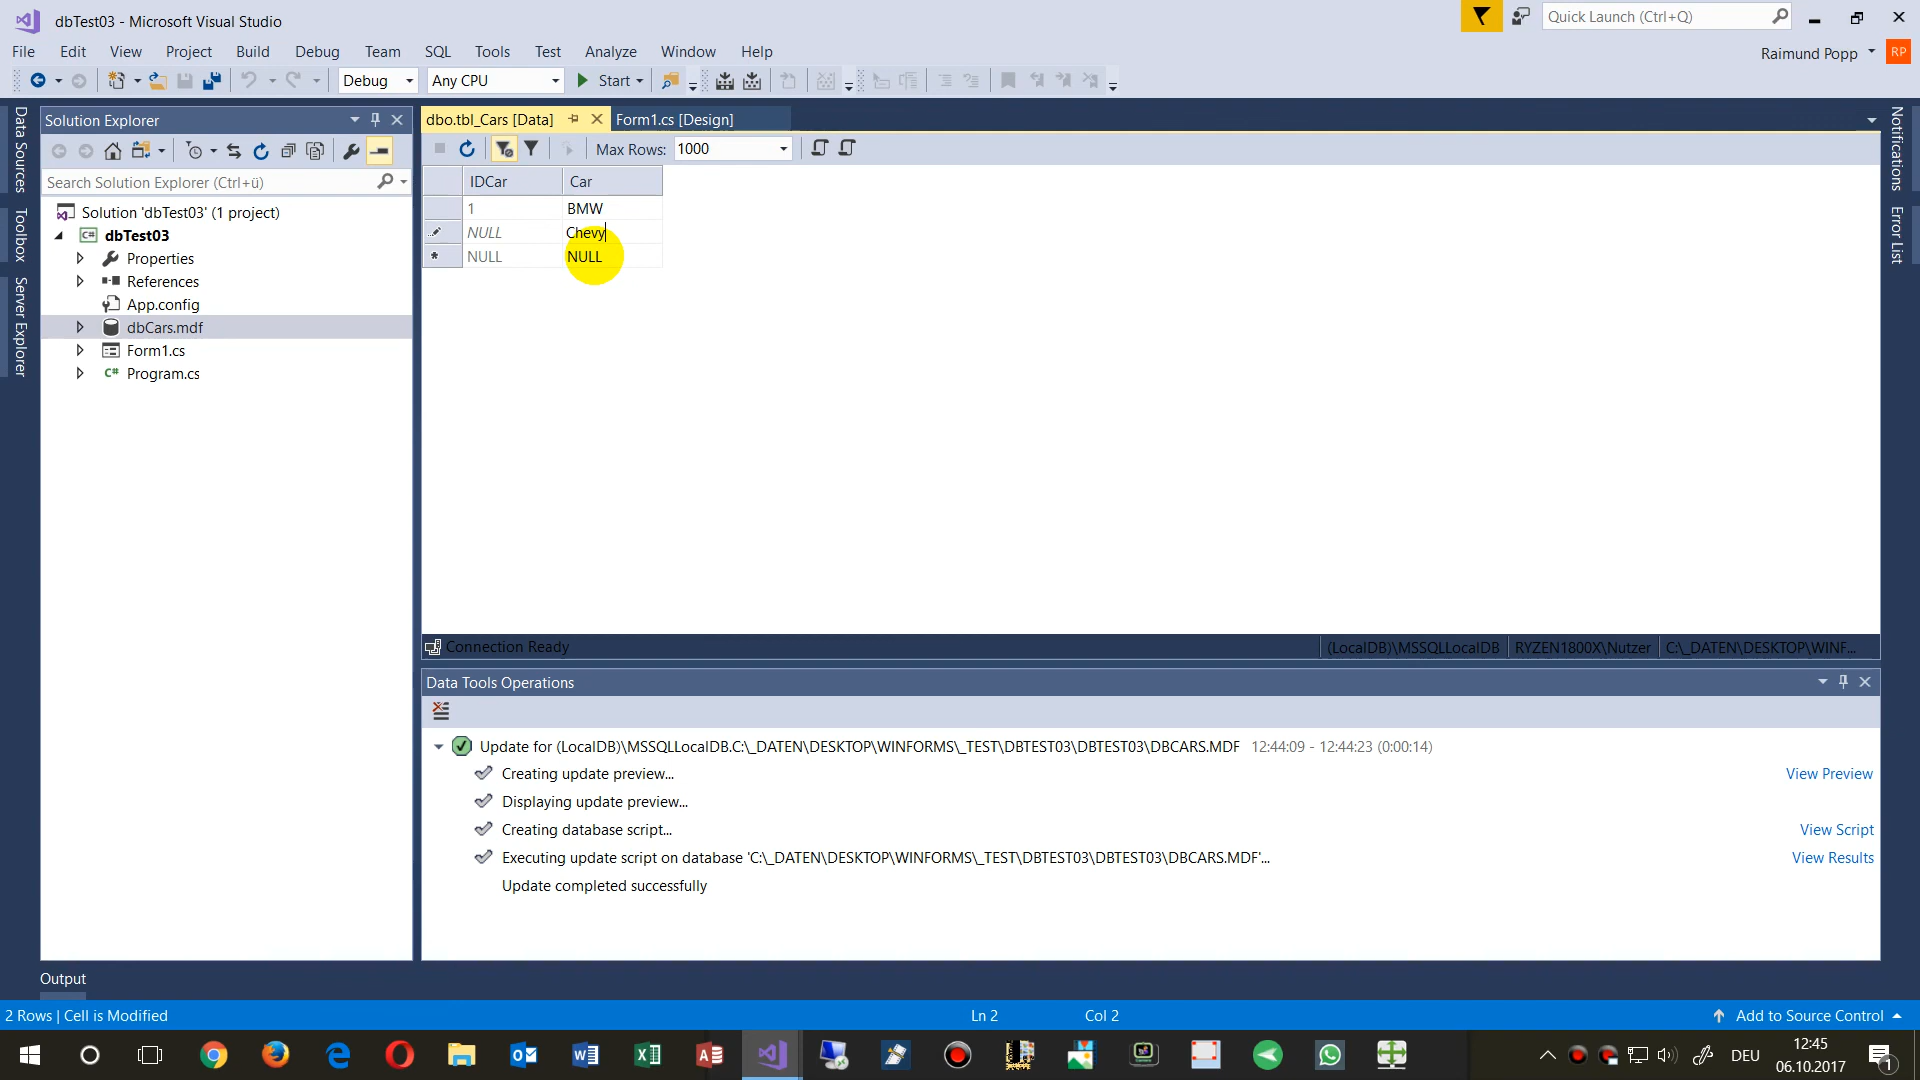 dbTest03 - Microsoft Visual Studio
Quick Launch (Ctrl+Q)
File Edit View Project Build Debug Team SQL Tools Test Analyze Window Help
Raimund Popp RP
Debug Any CPU Start
Data Sources
Toolbox
Server Explorer
Solution Explorer
Search Solution Explorer (Ctrl+ü)
Solution 'dbTest03' (1 project)
dbTest03
Properties
References
App.config
dbCars.mdf
Form1.cs
Program.cs
dbo.tbl_Cars [Data] Form1.cs [Design]
Max Rows: 1000
IDCar Car
1 BMW
NULL Chevy
NULL NULL
Connection Ready (LocalDB)\MSSQLLocalDB RYZEN1800X\Nutzer C:\_DATEN\DESKTOP\WINF...
Data Tools Operations
Update for (LocalDB)\MSSQLLocalDB.C:\_DATEN\DESKTOP\WINFORMS\_TEST\DBTEST03\DBTEST03\DBCARS.MDF 12:44:09 - 12:44:23 (0:00:14)
Creating update preview... View Preview
Displaying update preview...
Creating database script... View Script
Executing update script on database 'C:\_DATEN\DESKTOP\WINFORMS\_TEST\DBTEST03\DBTEST03\DBCARS.MDF'... View Results
Update completed successfully
Notifications
Error List
Output
2 Rows | Cell is Modified Ln 2 Col 2 Add to Source Control
DEU 12:45
06.10.2017
1